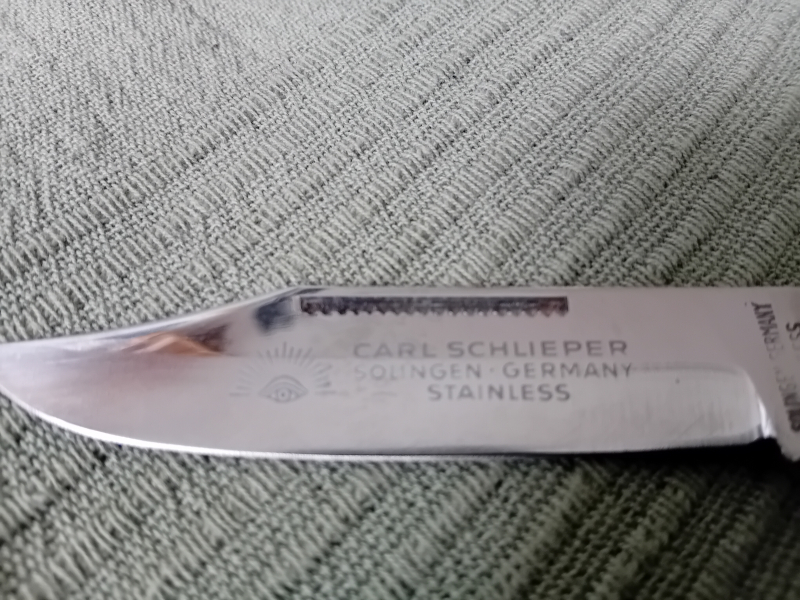 CARL SCHLIEPER
SOLINGEN · GERMANY
STAINLESS